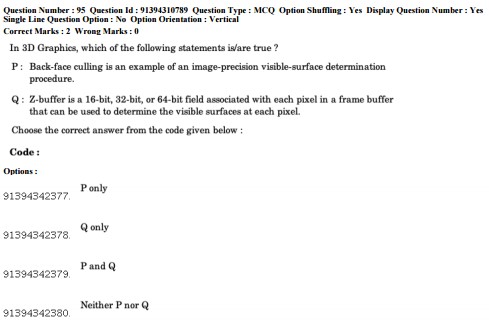 Question Number : 95 Question Id : 91394310789 Question Type : MCQ Option Shuffling : Yes Display Question Number : Yes
Single Line Question Option : No Option Orientation : Vertical
Correct Marks : 2 Wrong Marks : 0
In 3D Graphics, which of the following statements is/are true ?
P : Back-face culling is an example of an image-precision visible-surface determination
procedure.
Q : Z-buffer is a 16-bit, 32-bit, or 64-bit field associated with each pixel in a frame buffer
that can be used to determine the visible surfaces at each pixel.
Choose the correct answer from the code given below :
Code :
Options :
91394342377. P only
91394342378. Q only
91394342379. P and Q
91394342380. Neither P nor Q